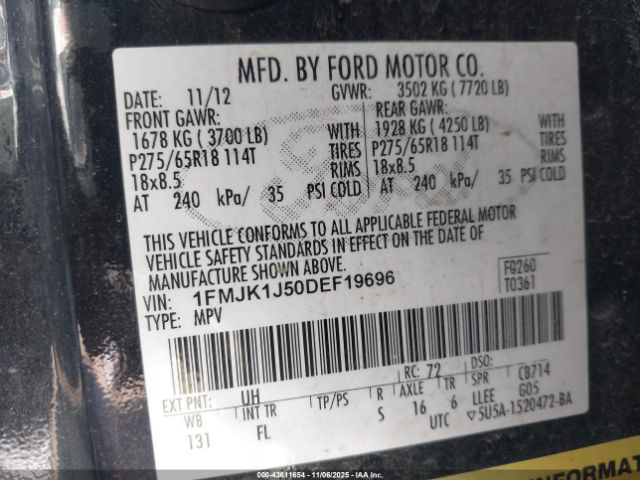 MFD. BY FORD MOTOR CO.
DATE: 11/12 GVWR: 3502 KG ( 7720 LB)
FRONT GAWR: REAR GAWR:
1678 KG ( 3700 LB) WITH 1928 KG ( 4250 LB) WITH
P275/65R18 114T TIRES P275/65R18 114T TIRES
18x8.5 RIMS 18x8.5 RIMS
AT 240 kPa/ 35 PSI COLD AT 240 kPa/ 35 PSI COLD
THIS VEHICLE CONFORMS TO ALL APPLICABLE FEDERAL MOTOR
VEHICLE SAFETY STANDARDS IN EFFECT ON THE DATE OF
MANUFACTURE SHOWN ABOVE.
VIN: 1FMJK1J50DEF19696 FQ260
TYPE: MPV T0361
EXT PNT: UH RC: 72 DSO:
WB INT TR TP/PS R AXLE TR SPR CB714
131 FL S 16 6 LLEE G05
UTC ▽5U5A-1520472-BA
INFORMAT
000-43611654 | 11/06/2025 | IAAI.com